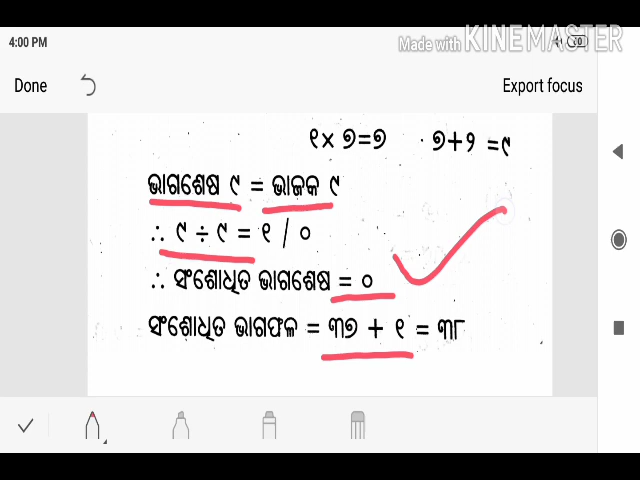 4:00 PM
Made with KINEMASTER
Done
Export focus
୧ × ୭=୭ ୭+୨ =୯
ଭାଗଶେଷ ୯ = ଭାଜକ ୯
∴ ୯ ÷ ୯ = ୧ / ୦
∴ ସଂଶୋଧିତ ଭାଗଶେଷ = ୦
ସଂଶୋଧିତ ଭାଗଫଳ = ୩୭ + ୧ = ୩୮